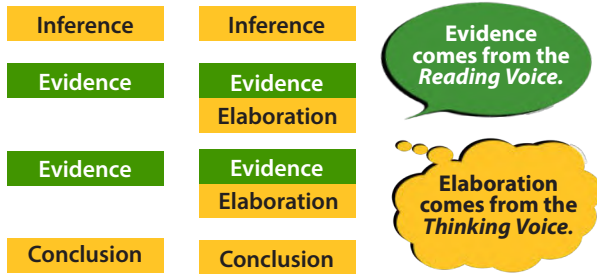 Inference
Evidence
Evidence
Conclusion
Inference
Evidence
Elaboration
Evidence
Elaboration
Conclusion
Evidence
comes from the
Reading Voice.
Elaboration
comes from the
Thinking Voice.